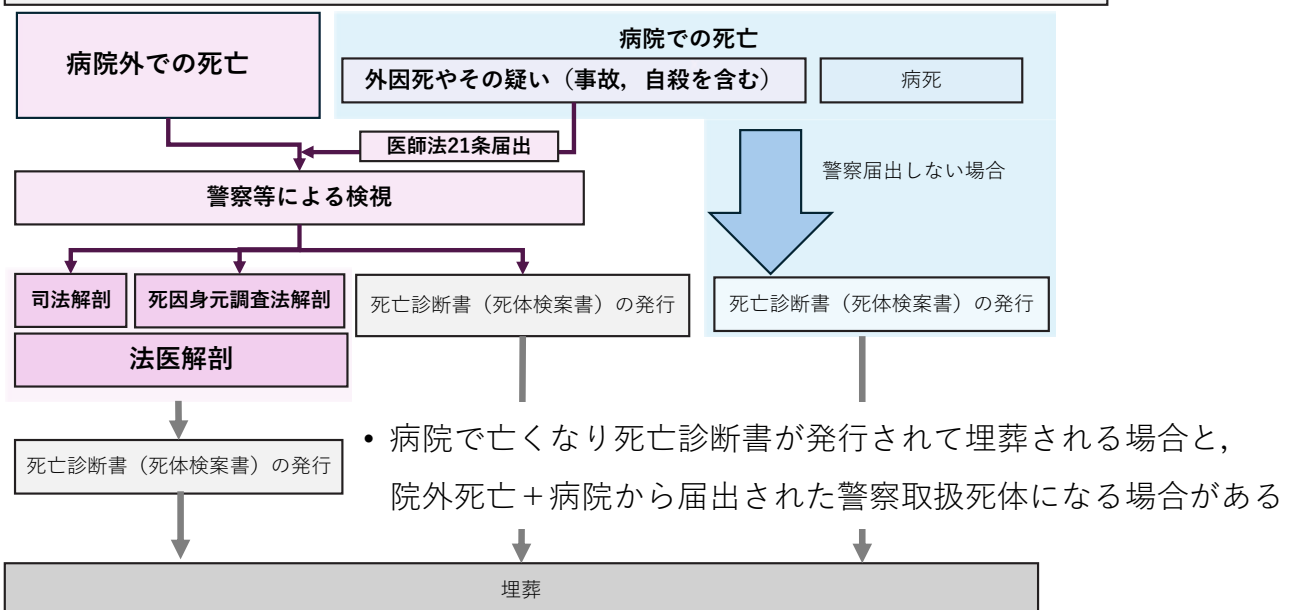 病院外での死亡
病院での死亡
外因死やその疑い（事故，自殺を含む）
病死
医師法21条届出
警察届出しない場合
警察等による検視
司法解剖
死因身元調査法解剖
死亡診断書（死体検案書）の発行
死亡診断書（死体検案書）の発行
法医解剖
死亡診断書（死体検案書）の発行
• 病院で亡くなり死亡診断書が発行されて埋葬される場合と，
院外死亡＋病院から届出された警察取扱死体になる場合がある
埋葬